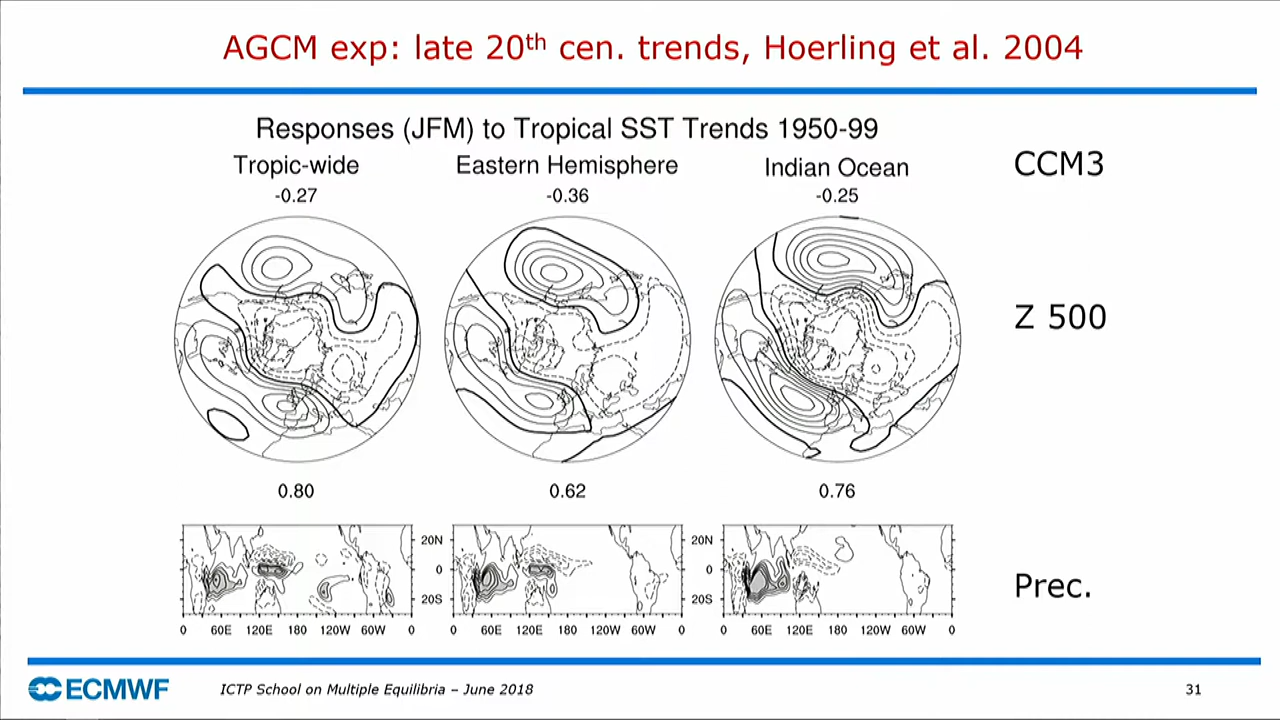 AGCM exp: late 20th cen. trends, Hoerling et al. 2004
Responses (JFM) to Tropical SST Trends 1950-99
CCM3
Tropic-wide Eastern Hemisphere Indian Ocean
-0.27 -0.36 -0.25
Z 500
0.80 0.62 0.76
20N 20N
0 0
20S 20S
Prec.
0 60E 120E 180 120W 60W 0 0 60E 120E 180 120W 60W 0 0 60E 120E 180 120W 60W 0
ECMWF
ICTP School on Multiple Equilibria – June 2018
31